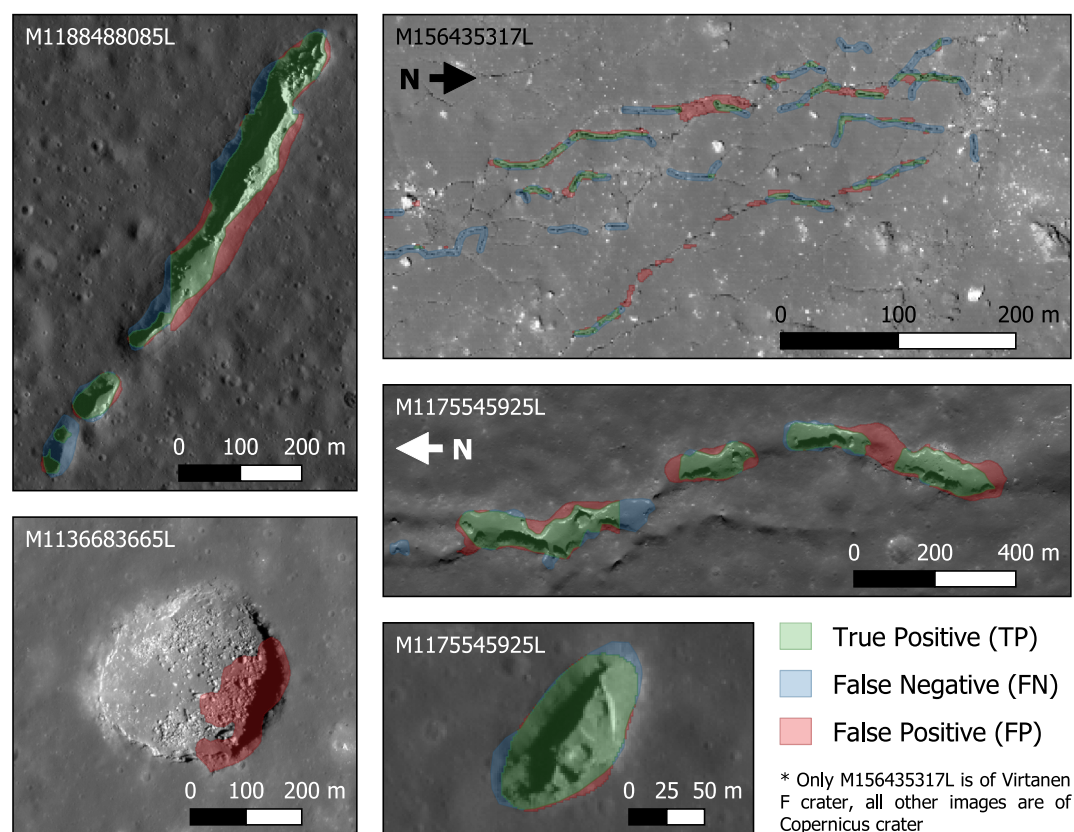 M1188488085L
0 100 200 m
M156435317L
N
0 100 200 m
M1175545925L
N
0 200 400 m
M1136683665L
0 100 200 m
M1175545925L
0 25 50 m
True Positive (TP)
False Negative (FN)
False Positive (FP)
* Only M156435317L is of Virtanen
F crater, all other images are of
Copernicus crater